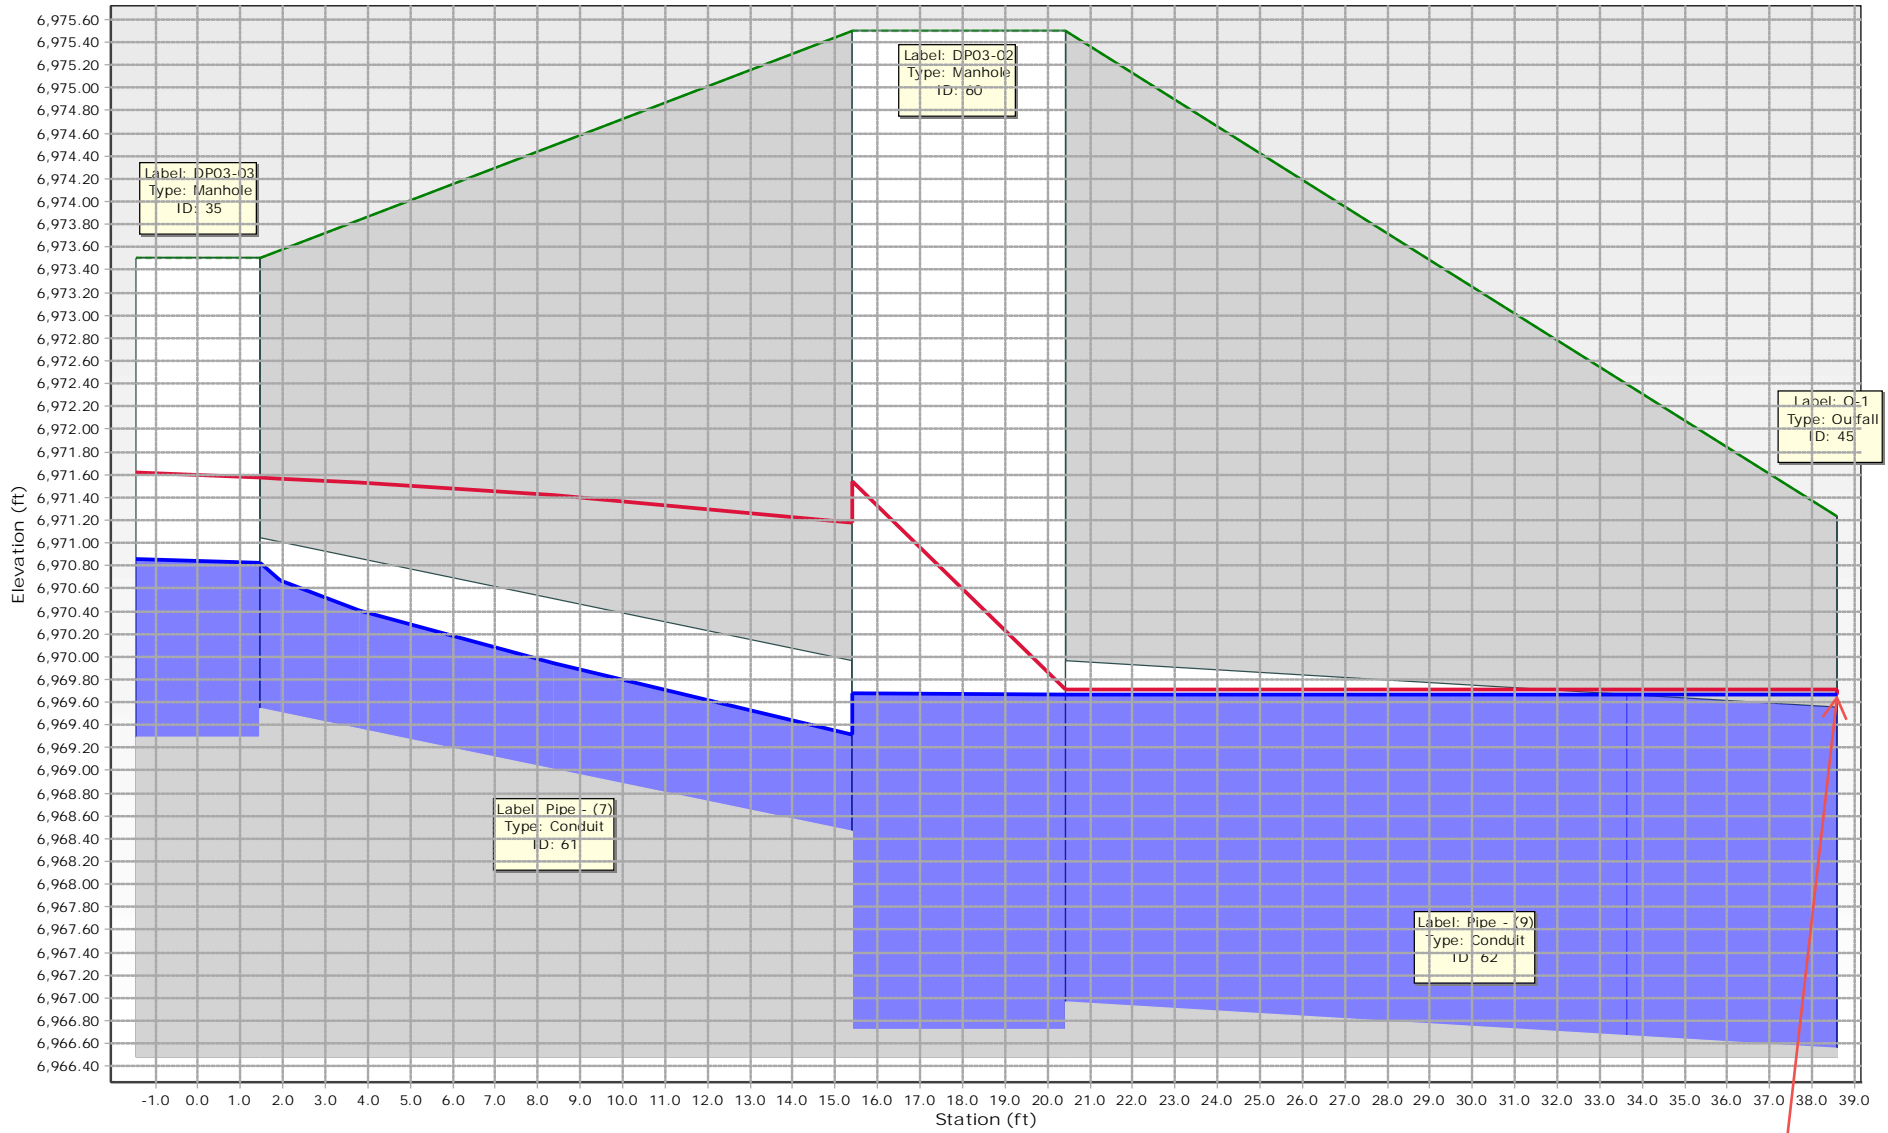 6,975.60
6,975.40
6,975.20
6,975.00
6,974.80
6,974.60
6,974.40
6,974.20
6,974.00
6,973.80
6,973.60
6,973.40
6,973.20
6,973.00
6,972.80
6,972.60
6,972.40
6,972.20
6,972.00
6,971.80
6,971.60
6,971.40
6,971.20
6,971.00
6,970.80
6,970.60
6,970.40
6,970.20
6,970.00
6,969.80
6,969.60
6,969.40
6,969.20
6,969.00
6,968.80
6,968.60
6,968.40
6,968.20
6,968.00
6,967.80
6,967.60
6,967.40
6,967.20
6,967.00
6,966.80
6,966.60
6,966.40
Elevation (ft)
Label: DP03-02
Type: Manhole
ID: 60
Label: DP03-03
Type: Manhole
ID: 35
Label: O-1
Type: Outfall
ID: 45
Label: Pipe - (7)
Type: Conduit
ID: 61
Label: Pipe - (9)
Type: Conduit
ID: 62
-1.0 0.0 1.0 2.0 3.0 4.0 5.0 6.0 7.0 8.0 9.0 10.0 11.0 12.0 13.0 14.0 15.0 16.0 17.0 18.0 19.0 20.0 21.0 22.0 23.0 24.0 25.0 26.0 27.0 28.0 29.0 30.0 31.0 32.0 33.0 34.0 35.0 36.0 37.0 38.0 39.0
Station (ft)